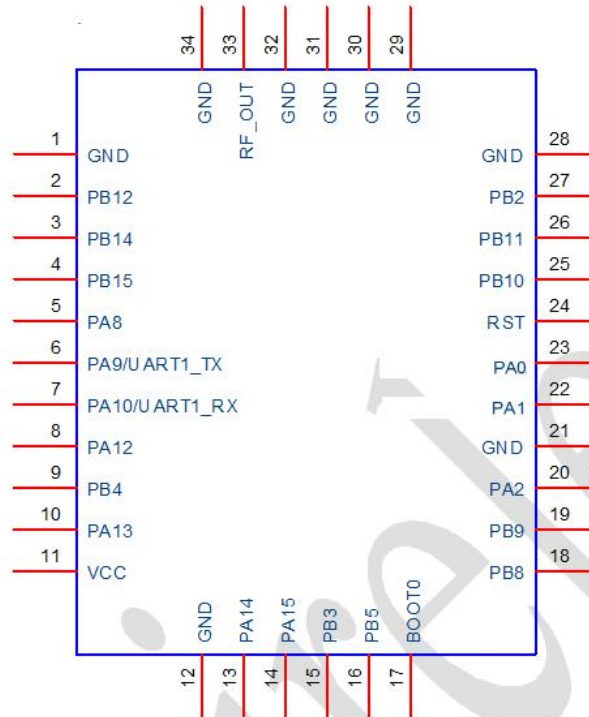 34 33 32 31 30 29
GND RF_OUT GND GND GND GND
1 GND GND 28
2 PB12 PB2 27
3 PB14 PB11 26
4 PB15 PB10 25
5 PA8 RST 24
6 PA9/UART1_TX PA0 23
7 PA10/UART1_RX PA1 22
8 PA12 GND 21
9 PB4 PA2 20
10 PA13 PB9 19
11 VCC PB8 18
GND PA14 PA15 PB3 PB5 BOOT0
12 13 14 15 16 17